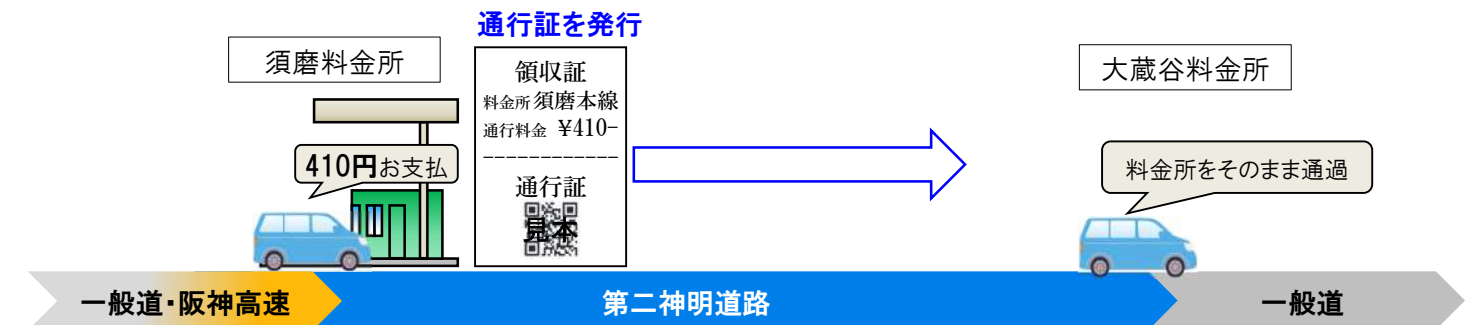 通行証を発行
須磨料金所
領収証
料金所 須磨本線
通行料金 ¥410-
------------
通行証
見本
410円お支払
大蔵谷料金所
料金所をそのまま通過
一般道・阪神高速
第二神明道路
一般道